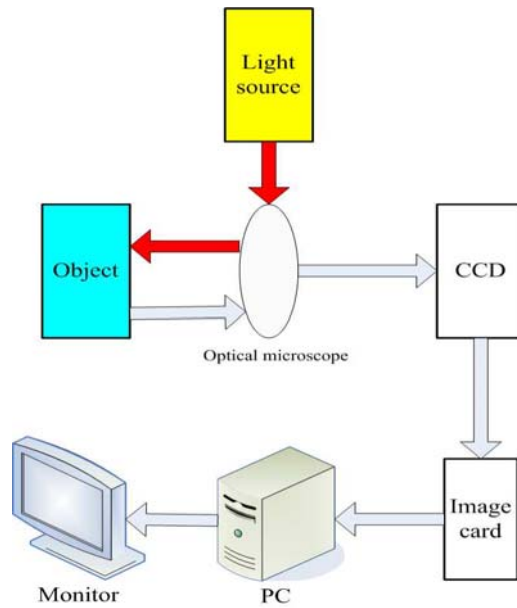 Light
source
Object
CCD
Optical microscope
Image
card
Monitor
PC